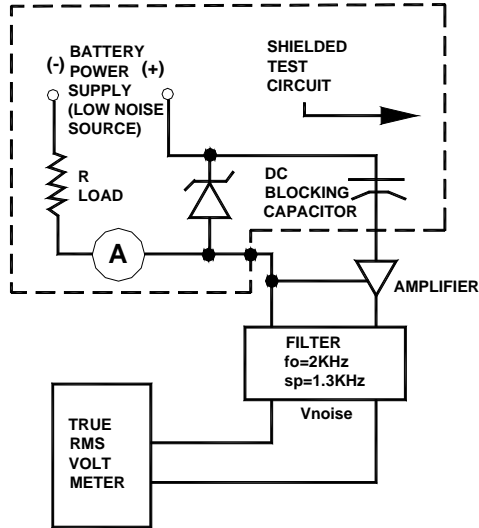 BATTERY
(-) POWER (+)
SUPPLY
(LOW NOISE
SOURCE)
SHIELDED
TEST
CIRCUIT
R
LOAD
DC
BLOCKING
CAPACITOR
A
AMPLIFIER
FILTER
fo=2KHz
sp=1.3KHz
Vnoise
TRUE
RMS
VOLT
METER